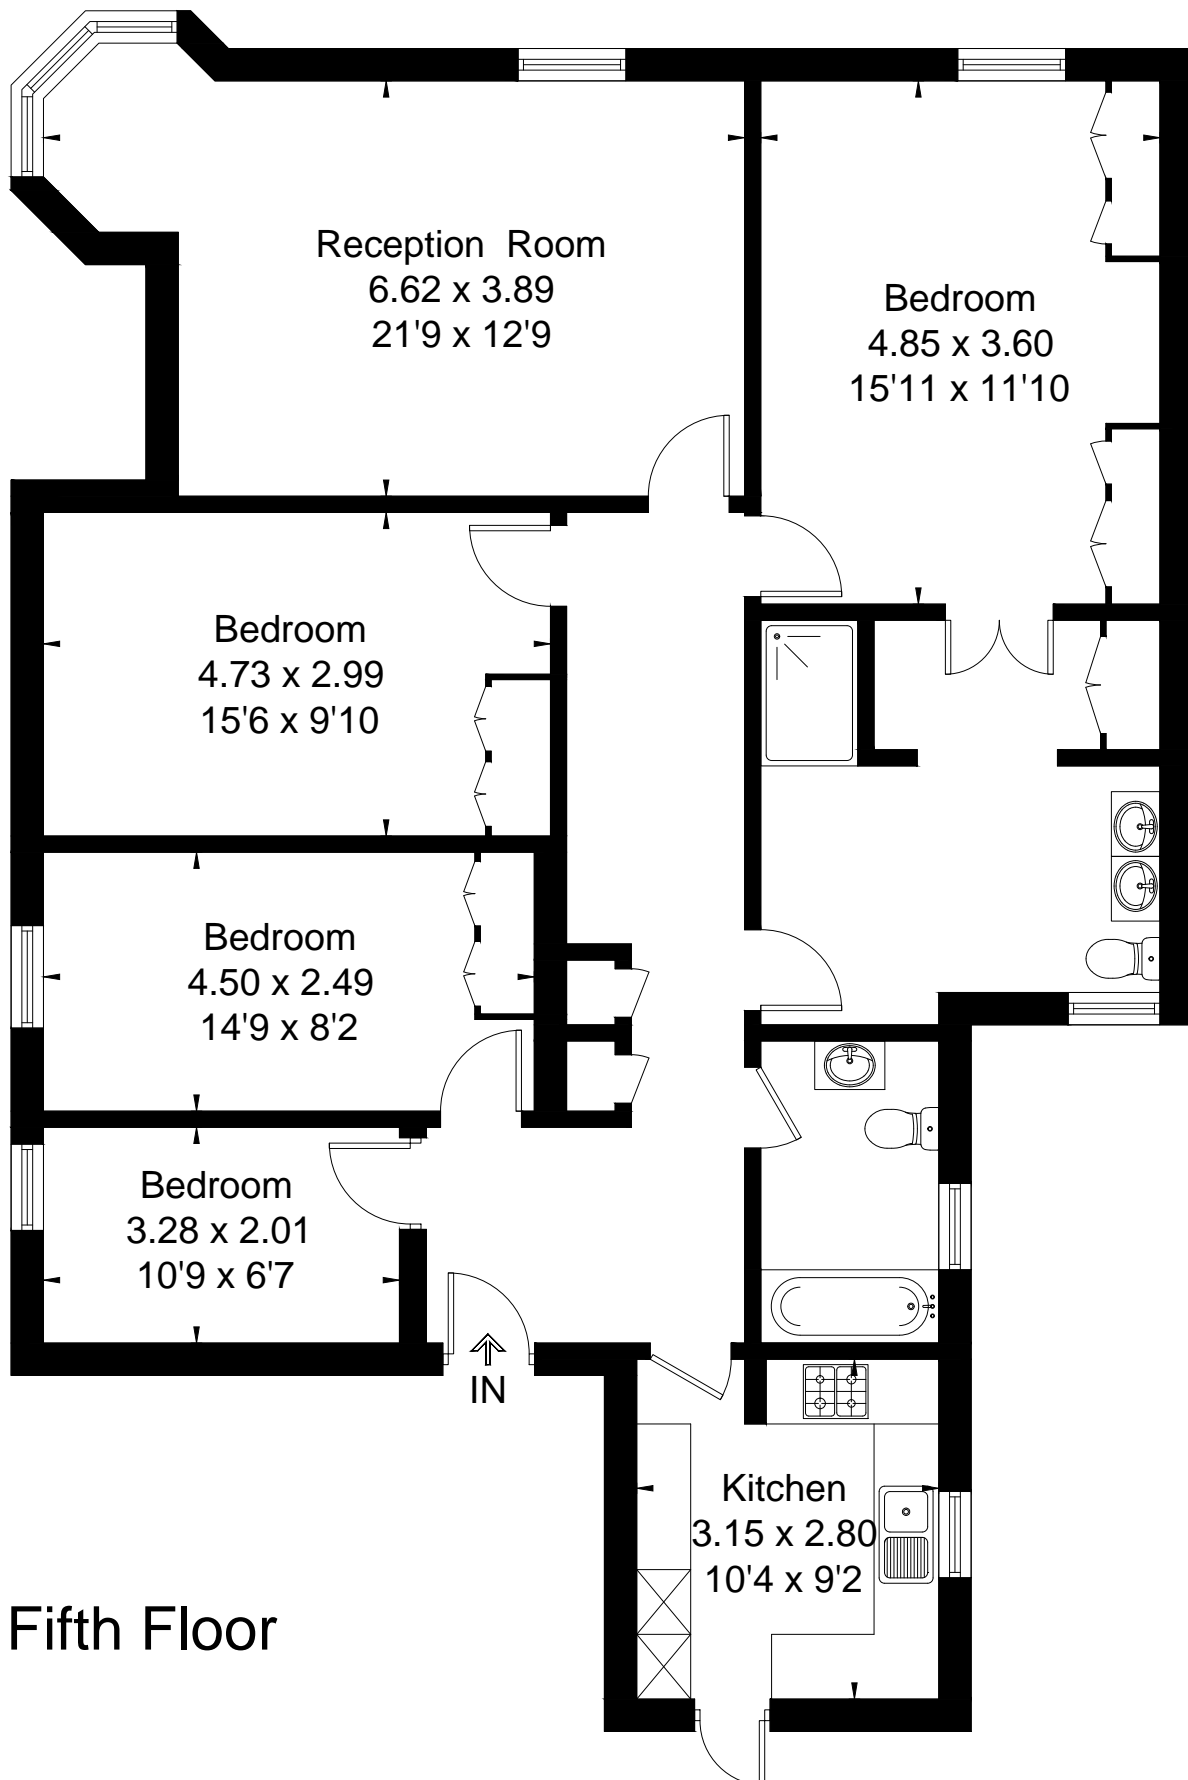 Reception Room
6.62 x 3.89
21'9 x 12'9
Bedroom
4.85 x 3.60
15'11 x 11'10
Bedroom
4.73 x 2.99
15'6 x 9'10
Bedroom
4.50 x 2.49
14'9 x 8'2
Bedroom
3.28 x 2.01
10'9 x 6'7
IN
Kitchen
3.15 x 2.80
10'4 x 9'2
Fifth Floor